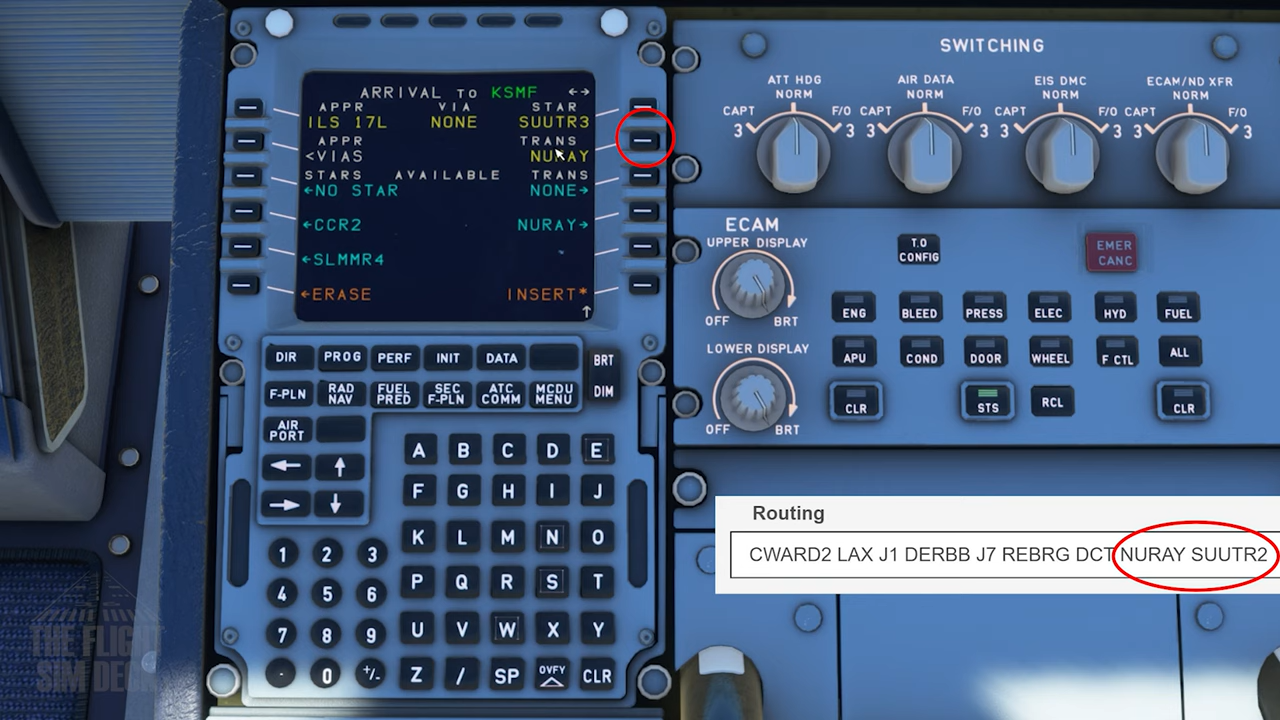 ARRIVAL TO KSMF ←→
APPR VIA STAR
ILS 17L NONE SUUTR3
APPR TRANS
<VIAS NURAY
STARS AVAILABLE TRANS
←NO STAR NONE→
←CCR2 NURAY→
←SLMMR4
←ERASE INSERT*
↑
DIR PROG PERF INIT DATA
BRT
F-PLN RAD NAV FUEL PRED SEC F-PLN ATC COMM MCDU MENU
DIM
AIR PORT
← ↑
→ ↓
A B C D E
F G H I J
K L M N O
P Q R S T
U V W X Y
Z / SP OVFY CLR
1 2 3
4 5 6
7 8 9
. 0 +/-
SWITCHING
ATT HDG NORM
CAPT 3 F/O 3
AIR DATA NORM
CAPT 3 F/O 3
EIS DMC NORM
CAPT 3 F/O 3
ECAM/ND XFR NORM
CAPT 3 F/O 3
ECAM
UPPER DISPLAY
OFF BRT
LOWER DISPLAY
OFF BRT
T.O CONFIG
EMER CANC
ENG BLEED PRESS ELEC HYD FUEL
APU COND DOOR WHEEL F CTL ALL
CLR STS RCL CLR
Routing
CWARD2 LAX J1 DERBB J7 REBRG DCT NURAY SUUTR2
THE FLIGHT
SIM DECK